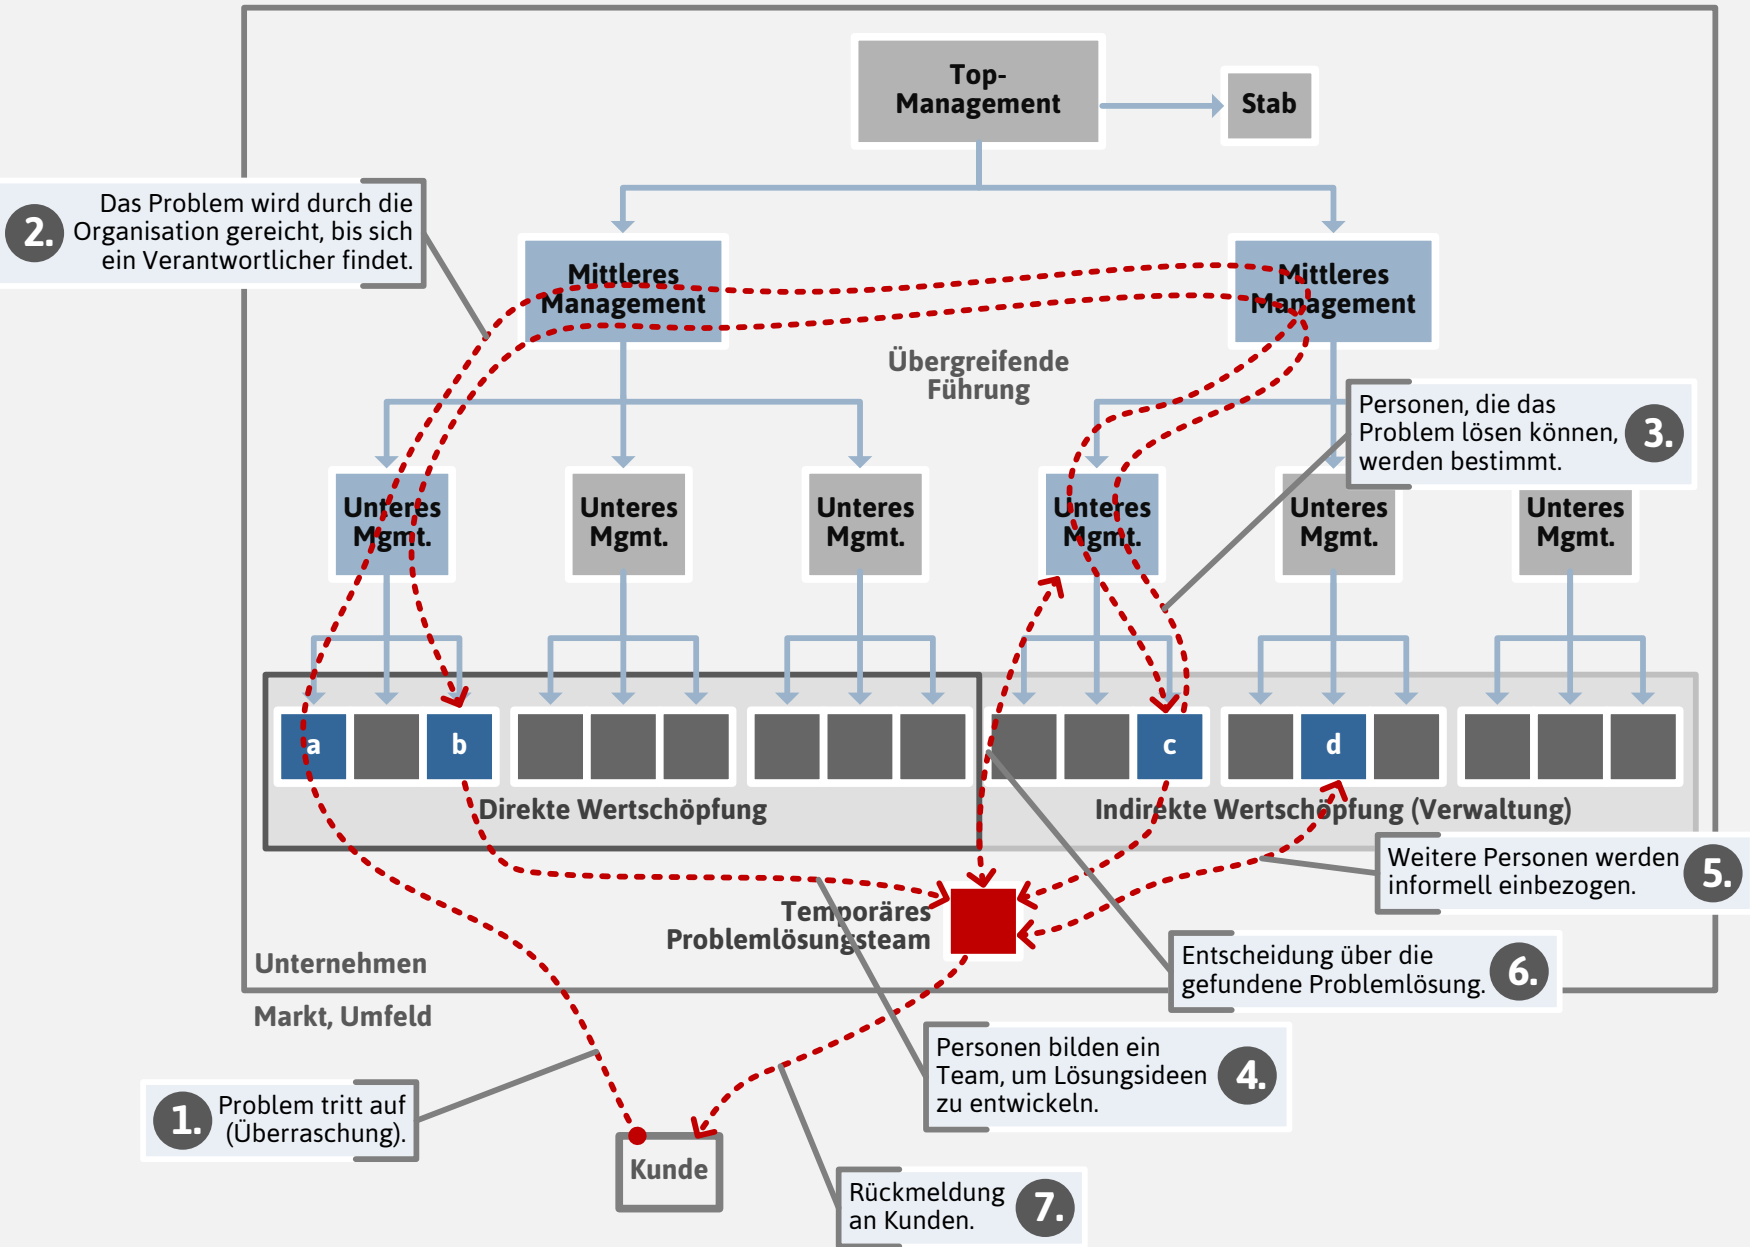 Top-
Management
Stab
2.
Das Problem wird durch die
Organisation gereicht, bis sich
ein Verantwortlicher findet.
Mittleres
Management
Mittleres
Management
Übergreifende
Führung
Personen, die das
Problem lösen können,
werden bestimmt.
3.
Unteres
Mgmt.
Unteres
Mgmt.
Unteres
Mgmt.
Unteres
Mgmt.
Unteres
Mgmt.
Unteres
Mgmt.
a
b
c
d
Direkte Wertschöpfung
Indirekte Wertschöpfung (Verwaltung)
Weitere Personen werden
informell einbezogen.
5.
Temporäres
Problemlösungsteam
Entscheidung über die
gefundene Problemlösung.
6.
Unternehmen
Markt, Umfeld
Personen bilden ein
Team, um Lösungsideen
zu entwickeln.
4.
1.
Problem tritt auf
(Überraschung).
Kunde
Rückmeldung
an Kunden.
7.